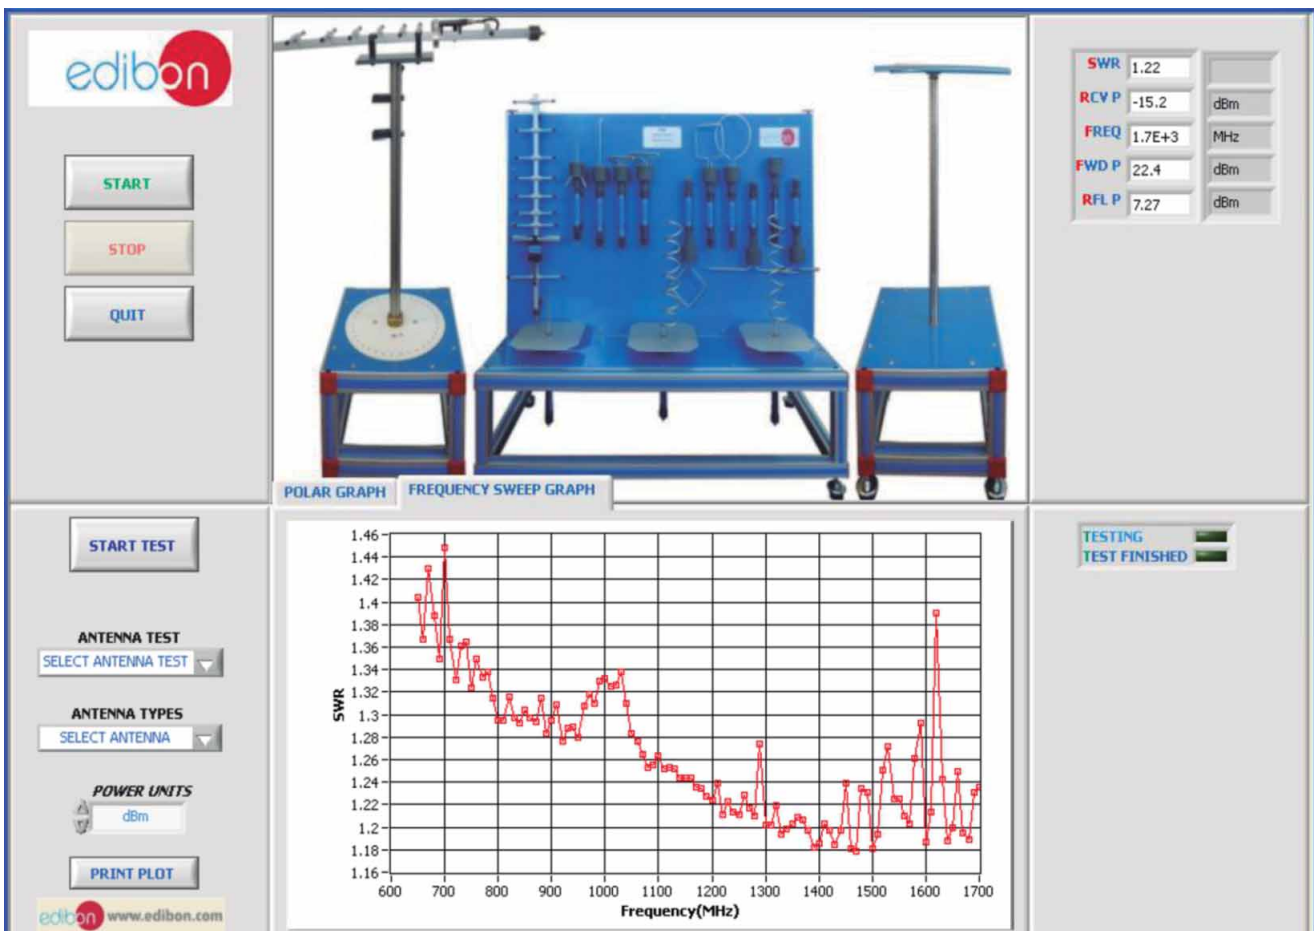 edibon
START
STOP
QUIT
SWR 1.22
RCV P -15.2 dBm
FREQ 1.7E+3 MHz
FWD P 22.4 dBm
RFL P 7.27 dBm
POLAR GRAPH
FREQUENCY SWEEP GRAPH
START TEST
ANTENNA TEST
SELECT ANTENNA TEST
ANTENNA TYPES
SELECT ANTENNA
POWER UNITS
dBm
PRINT PLOT
edibon www.edibon.com
1.46
1.44
1.42
1.4
1.38
1.36
1.34
1.32
1.3
1.28
1.26
1.24
1.22
1.2
1.18
1.16
SWR
600 700 800 900 1000 1100 1200 1300 1400 1500 1600 1700
Frequency(MHz)
TESTING
TEST FINISHED